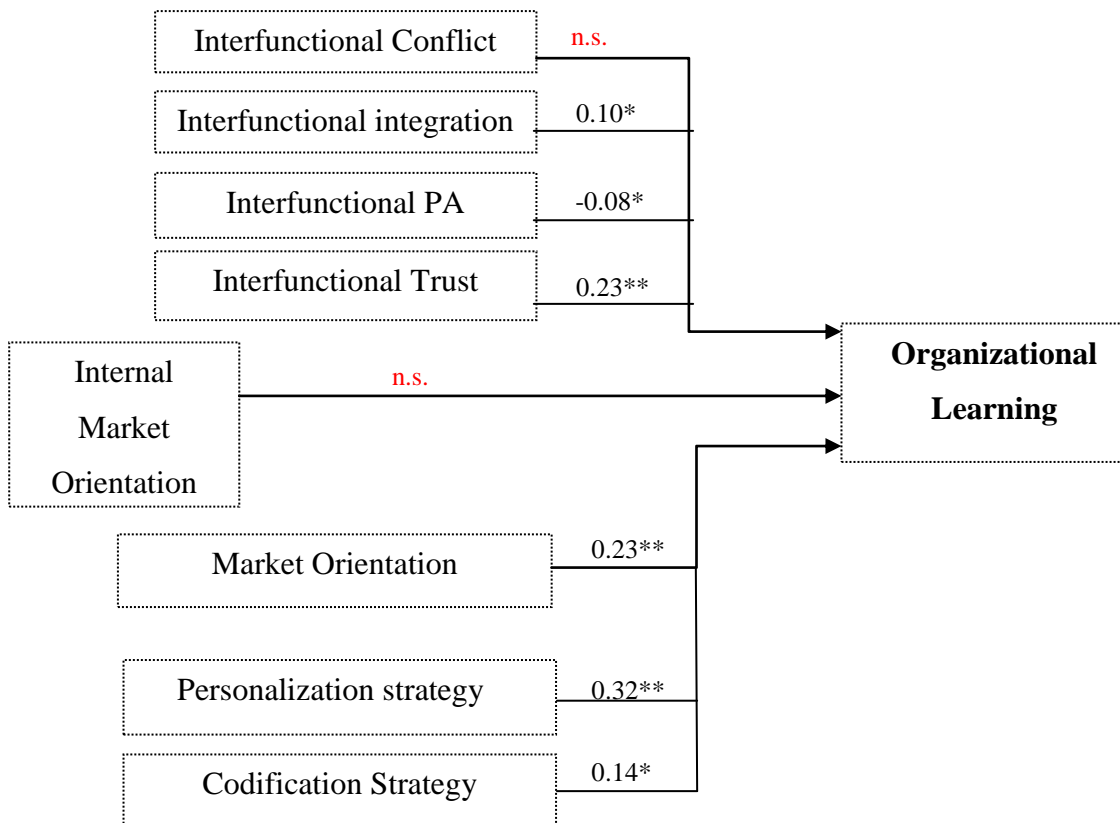 Interfunctional Conflict
n.s.
Interfunctional integration
0.10*
Interfunctional PA
-0.08*
Interfunctional Trust
0.23**
Internal
Market
Orientation
n.s.
Organizational
Learning
Market Orientation
0.23**
Personalization strategy
0.32**
Codification Strategy
0.14*